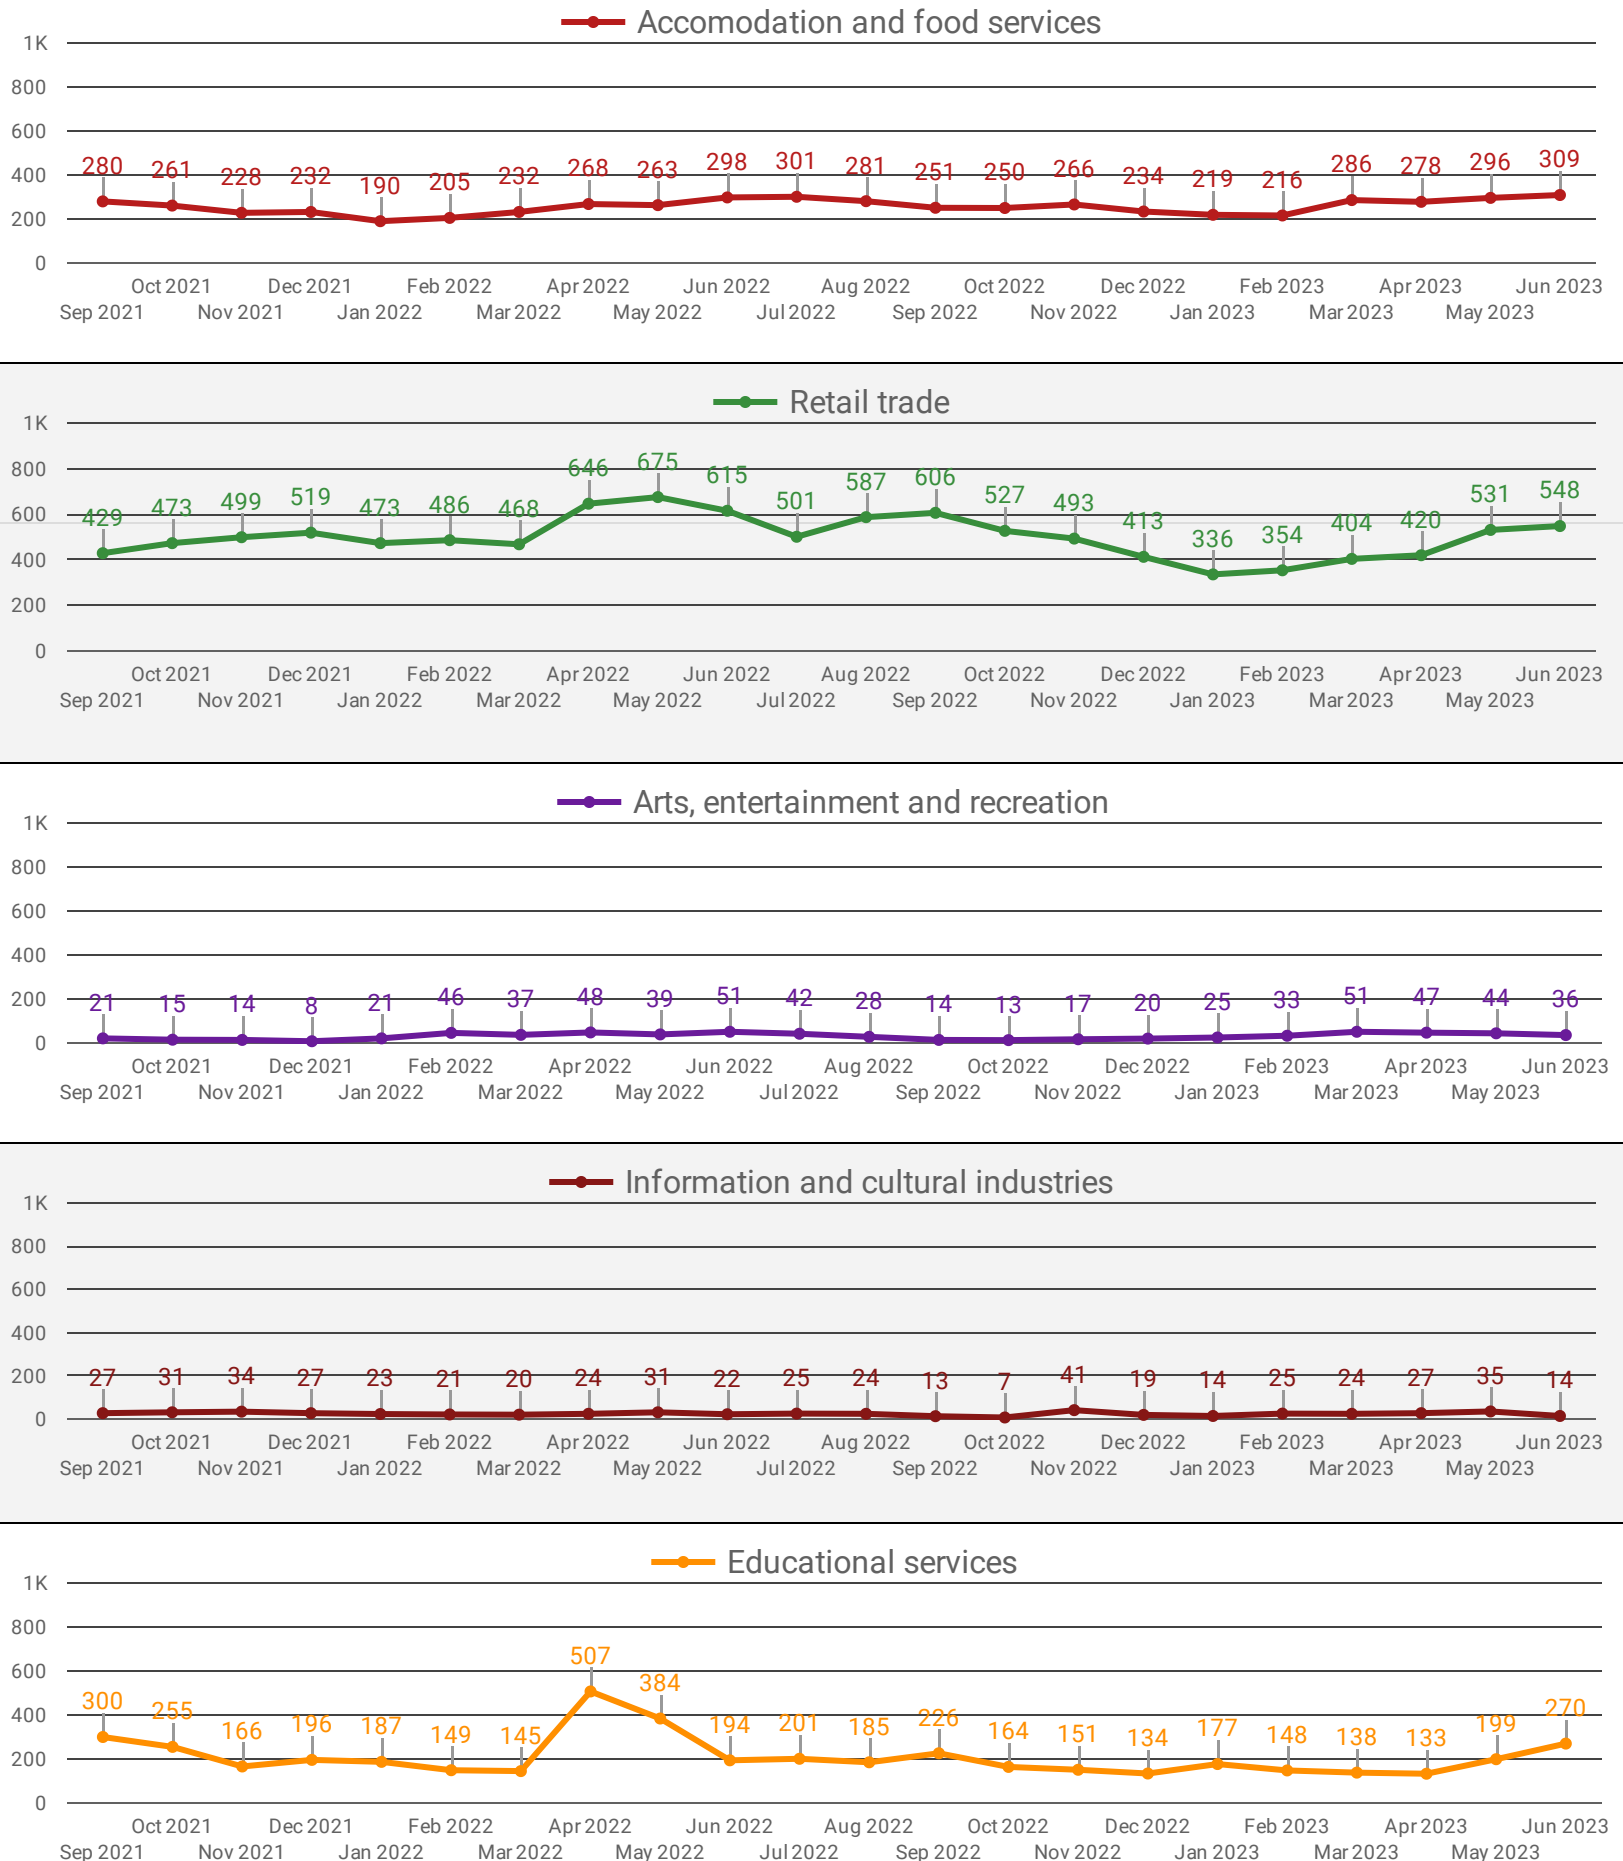 Accomodation and food services
1K
800
600
400
200
0
280 261 228 232 190 205 232 268 263 298 301 281 251 250 266 234 219 216 286 278 296 309
Oct 2021 Dec 2021 Feb 2022 Apr 2022 Jun 2022 Aug 2022 Oct 2022 Dec 2022 Feb 2023 Apr 2023 Jun 2023
Sep 2021 Nov 2021 Jan 2022 Mar 2022 May 2022 Jul 2022 Sep 2022 Nov 2022 Jan 2023 Mar 2023 May 2023
Retail trade
1K
800
600
400
200
0
429 473 499 519 473 486 468 646 675 615 501 587 606 527 493 413 336 354 404 420 531 548
Oct 2021 Dec 2021 Feb 2022 Apr 2022 Jun 2022 Aug 2022 Oct 2022 Dec 2022 Feb 2023 Apr 2023 Jun 2023
Sep 2021 Nov 2021 Jan 2022 Mar 2022 May 2022 Jul 2022 Sep 2022 Nov 2022 Jan 2023 Mar 2023 May 2023
Arts, entertainment and recreation
1K
800
600
400
200
0
21 15 14 8 21 46 37 48 39 51 42 28 14 13 17 20 25 33 51 47 44 36
Oct 2021 Dec 2021 Feb 2022 Apr 2022 Jun 2022 Aug 2022 Oct 2022 Dec 2022 Feb 2023 Apr 2023 Jun 2023
Sep 2021 Nov 2021 Jan 2022 Mar 2022 May 2022 Jul 2022 Sep 2022 Nov 2022 Jan 2023 Mar 2023 May 2023
Information and cultural industries
1K
800
600
400
200
0
27 31 34 27 23 21 20 24 31 22 25 24 13 7 41 19 14 25 24 27 35 14
Oct 2021 Dec 2021 Feb 2022 Apr 2022 Jun 2022 Aug 2022 Oct 2022 Dec 2022 Feb 2023 Apr 2023 Jun 2023
Sep 2021 Nov 2021 Jan 2022 Mar 2022 May 2022 Jul 2022 Sep 2022 Nov 2022 Jan 2023 Mar 2023 May 2023
Educational services
1K
800
600
400
200
0
300 255 166 196 187 149 145 507 384 194 201 185 226 164 151 134 177 148 138 133 199 270
Oct 2021 Dec 2021 Feb 2022 Apr 2022 Jun 2022 Aug 2022 Oct 2022 Dec 2022 Feb 2023 Apr 2023 Jun 2023
Sep 2021 Nov 2021 Jan 2022 Mar 2022 May 2022 Jul 2022 Sep 2022 Nov 2022 Jan 2023 Mar 2023 May 2023